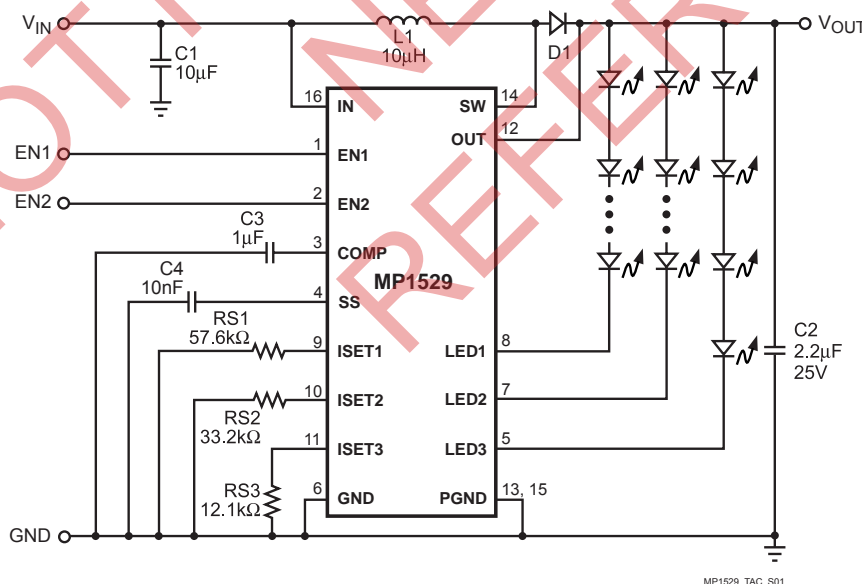 NOT
NEW
REFER
VIN
L1
10µH
D1
VOUT
C1
10µF
16
IN
SW
14
OUT
12
EN1
1
EN1
EN2
2
EN2
C3
1µF
3
COMP
MP1529
C4
10nF
4
SS
RS1
57.6kΩ
9
ISET1
LED1
8
RS2
33.2kΩ
10
ISET2
LED2
7
11
ISET3
LED3
5
RS3
12.1kΩ
6
GND
PGND
13, 15
C2
2.2µF
25V
GND
MP1529_TAC_S01